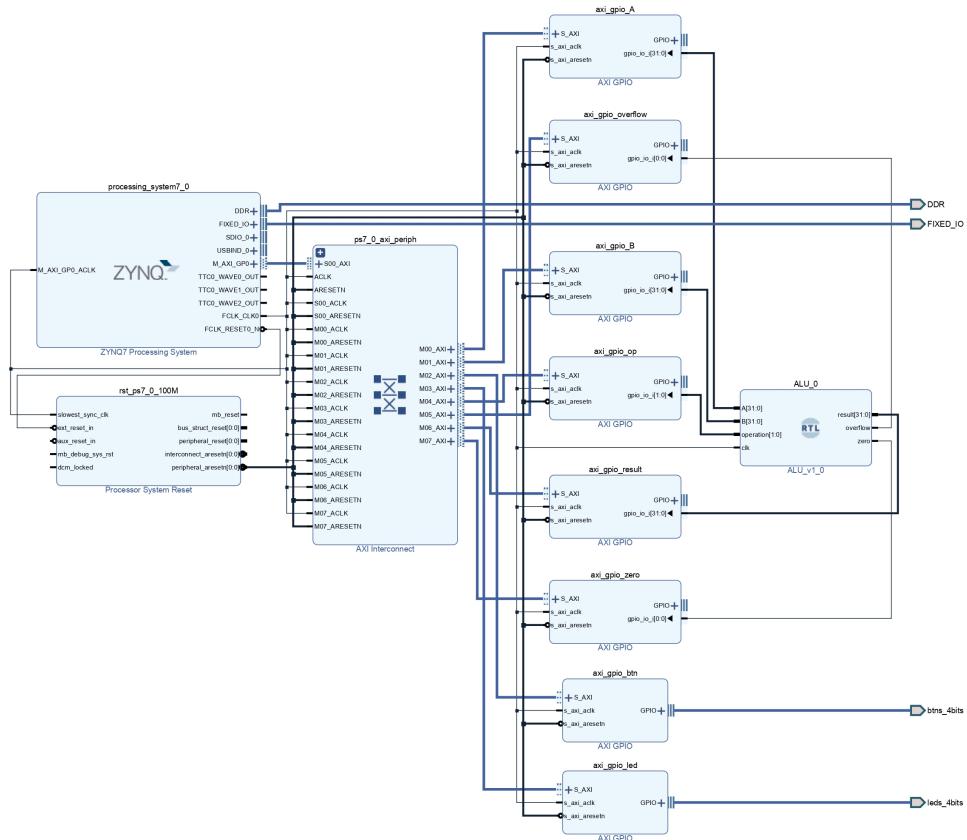 axi_gpio_A
S_AXI
s_axi_aclk
s_axi_aresetn
GPIO
gpio_io_i[31:0]
AXI GPIO
axi_gpio_overflow
S_AXI
s_axi_aclk
s_axi_aresetn
GPIO
gpio_io_i[0:0]
AXI GPIO
processing_system7_0
M_AXI_GP0_ACLK
ZYNQ
DDR
FIXED_IO
SDIO_0
USBIND_0
M_AXI_GP0
TTC0_WAVE0_OUT
TTC0_WAVE1_OUT
TTC0_WAVE2_OUT
FCLK_CLK0
FCLK_RESET0_N
ZYNQ7 Processing System
DDR
FIXED_IO
rst_ps7_0_100M
slowest_sync_clk
ext_reset_in
aux_reset_in
mb_debug_sys_rst
dcm_locked
mb_reset
bus_struct_reset[0:0]
peripheral_reset[0:0]
interconnect_aresetn[0:0]
peripheral_aresetn[0:0]
Processor System Reset
ps7_0_axi_periph
S00_AXI
ACLK
ARESETN
S00_ACLK
S00_ARESETN
M00_ACLK
M00_ARESETN
M01_ACLK
M01_ARESETN
M02_ACLK
M02_ARESETN
M03_ACLK
M03_ARESETN
M04_ACLK
M04_ARESETN
M05_ACLK
M05_ARESETN
M06_ACLK
M06_ARESETN
M07_ACLK
M07_ARESETN
M00_AXI
M01_AXI
M02_AXI
M03_AXI
M04_AXI
M05_AXI
M06_AXI
M07_AXI
AXI Interconnect
axi_gpio_B
S_AXI
s_axi_aclk
s_axi_aresetn
GPIO
gpio_io_i[31:0]
AXI GPIO
axi_gpio_op
S_AXI
s_axi_aclk
s_axi_aresetn
GPIO
gpio_io_i[1:0]
AXI GPIO
ALU_0
A[31:0]
B[31:0]
operation[1:0]
clk
RTL
result[31:0]
overflow
zero
ALU_v1_0
axi_gpio_result
S_AXI
s_axi_aclk
s_axi_aresetn
GPIO
gpio_io_i[31:0]
AXI GPIO
axi_gpio_zero
S_AXI
s_axi_aclk
s_axi_aresetn
GPIO
gpio_io_i[0:0]
AXI GPIO
axi_gpio_btn
S_AXI
s_axi_aclk
s_axi_aresetn
GPIO
AXI GPIO
btns_4bits
axi_gpio_led
S_AXI
s_axi_aclk
s_axi_aresetn
GPIO
AXI GPIO
leds_4bits